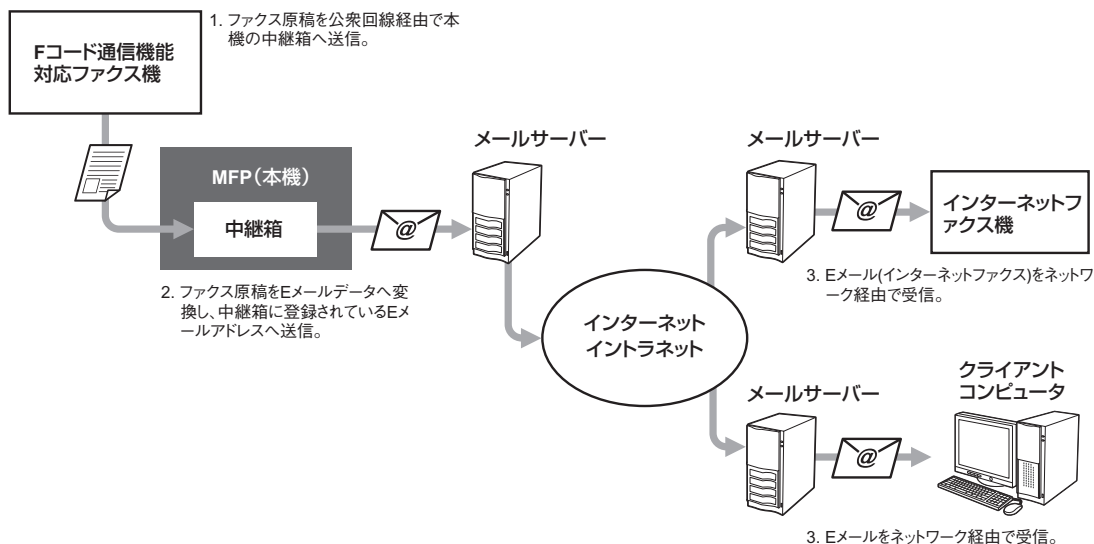 1. ファクス原稿を公衆回線経由で本
機の中継箱へ送信。
Fコード通信機能
対応ファクス機
メールサーバー
メールサーバー
MFP（本機）
中継箱
@
@
インターネットフ
ァクス機
2. ファクス原稿をEメールデータへ変
換し、中継箱に登録されているEメ
ールアドレスへ送信。
3. Eメール(インターネットファクス)をネットワ
ーク経由で受信。
インターネット
イントラネット
メールサーバー
クライアント
コンピュータ
@
3. Eメールをネットワーク経由で受信。